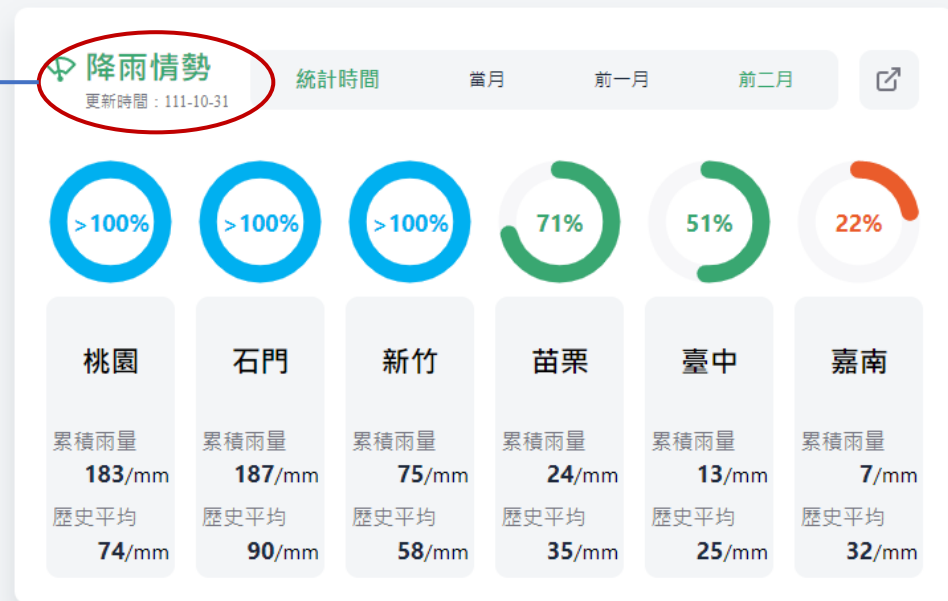 降雨情勢
更新時間：111-10-31
統計時間 當月 前一月 前二月
>100% >100% >100% 71% 51% 22%
桃園 石門 新竹 苗栗 臺中 嘉南
累積雨量 累積雨量 累積雨量 累積雨量 累積雨量 累積雨量
183/mm 187/mm 75/mm 24/mm 13/mm 7/mm
歷史平均 歷史平均 歷史平均 歷史平均 歷史平均 歷史平均
74/mm 90/mm 58/mm 35/mm 25/mm 32/mm